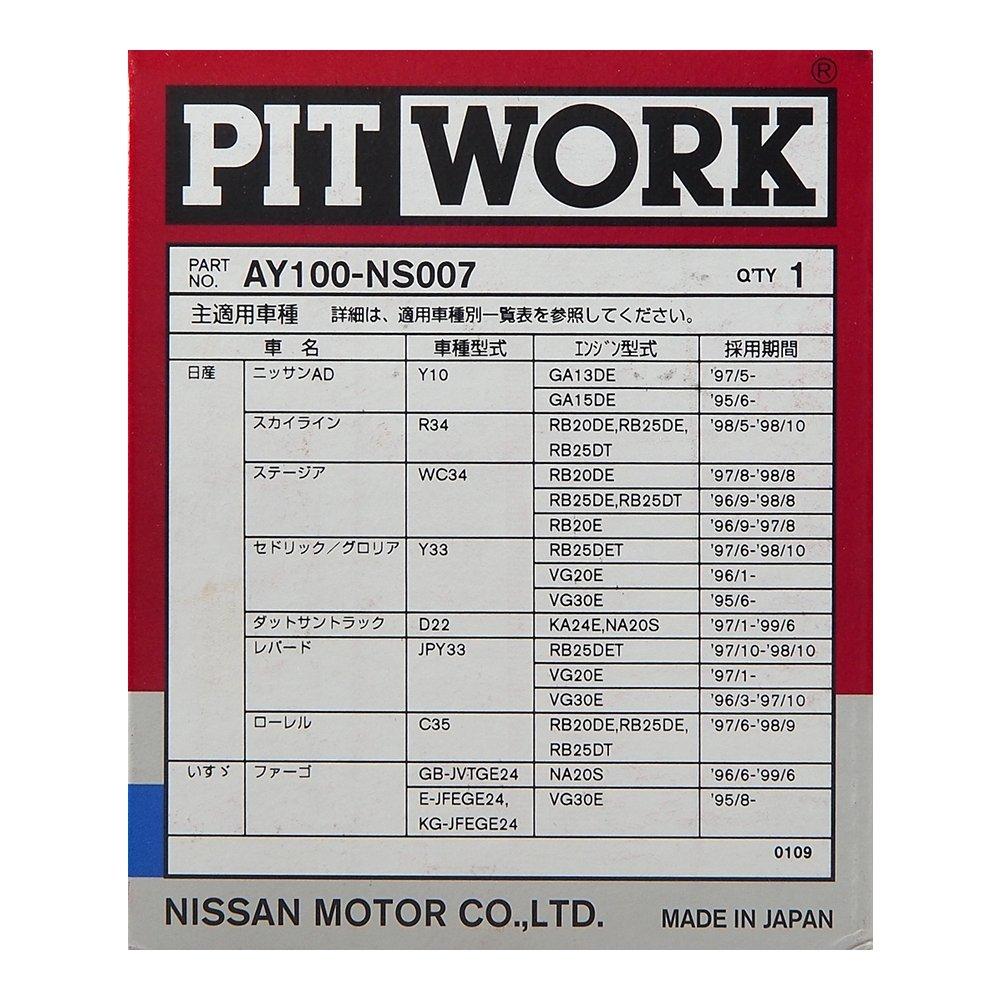 ®
PIT WORK
PART NO. AY100-NS007 Q'TY 1
主適用車種 詳細は、適用車種別一覧表を参照してください。
車 名 車種型式 エンジン型式 採用期間
日産 ニッサンAD Y10 GA13DE '97/5-
GA15DE '95/6-
スカイライン R34 RB20DE,RB25DE, '98/5-'98/10
RB25DT
ステージア WC34 RB20DE '97/8-'98/8
RB25DE,RB25DT '96/9-'98/8
RB20E '96/9-'97/8
セドリック/グロリア Y33 RB25DET '97/6-'98/10
VG20E '96/1-
VG30E '95/6-
ダットサントラック D22 KA24E,NA20S '97/1-'99/6
レパード JPY33 RB25DET '97/10-'98/10
VG20E '97/1-
VG30E '96/3-'97/10
ローレル C35 RB20DE,RB25DE, '97/6-'98/9
RB25DT
いすゞ ファーゴ GB-JVTGE24 NA20S '96/6-'99/6
E-JFEGE24, VG30E '95/8-
KG-JFEGE24
0109
NISSAN MOTOR CO.,LTD. MADE IN JAPAN